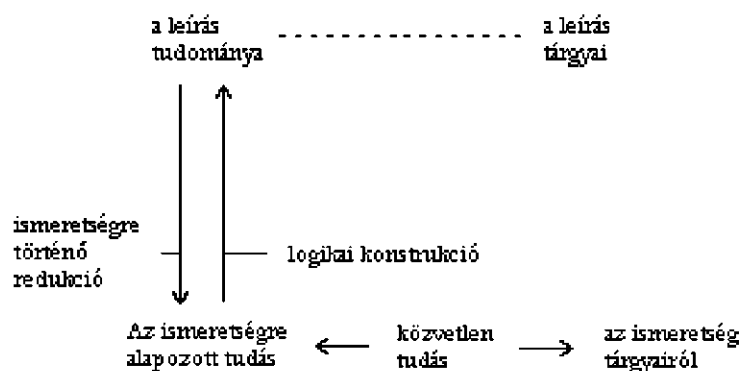 a leírás
tudománya
a leírás
tárgyai
ismeretségre
történő
redukció
logikai konstrukció
Az ismeretségre
alapozott tudás
közvetlen
tudás
az ismeretség
tárgyairól